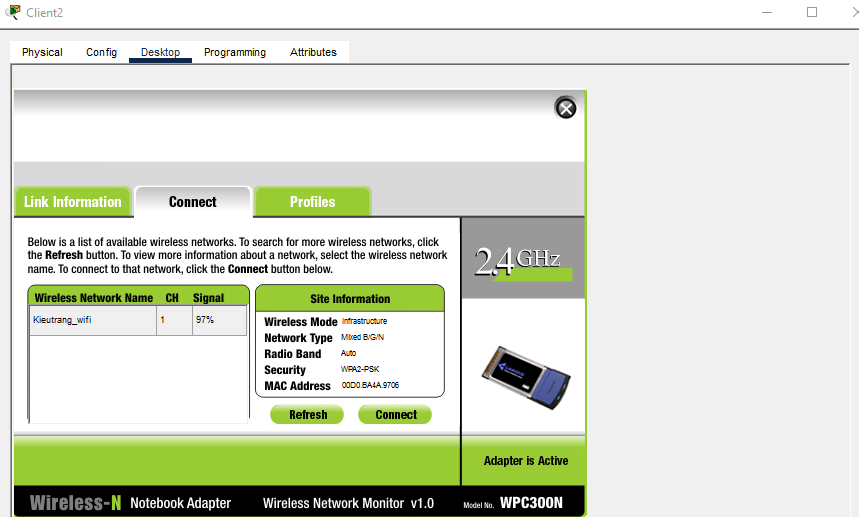 Client2
Physical Config Desktop Programming Attributes
Link Information Connect Profiles
Below is a list of available wireless networks. To search for more wireless networks, click
the Refresh button. To view more information about a network, select the wireless network
name. To connect to that network, click the Connect button below.
2.4GHz
Wireless Network Name CH Signal
Kieutrang_wifi 1 97%
Site Information
Wireless Mode Infrastructure
Network Type Mixed B/G/N
Radio Band Auto
Security WPA2-PSK
MAC Address 00D0.BA4A.9706
Refresh Connect
Adapter is Active
Wireless-N Notebook Adapter Wireless Network Monitor v1.0 Model No. WPC300N